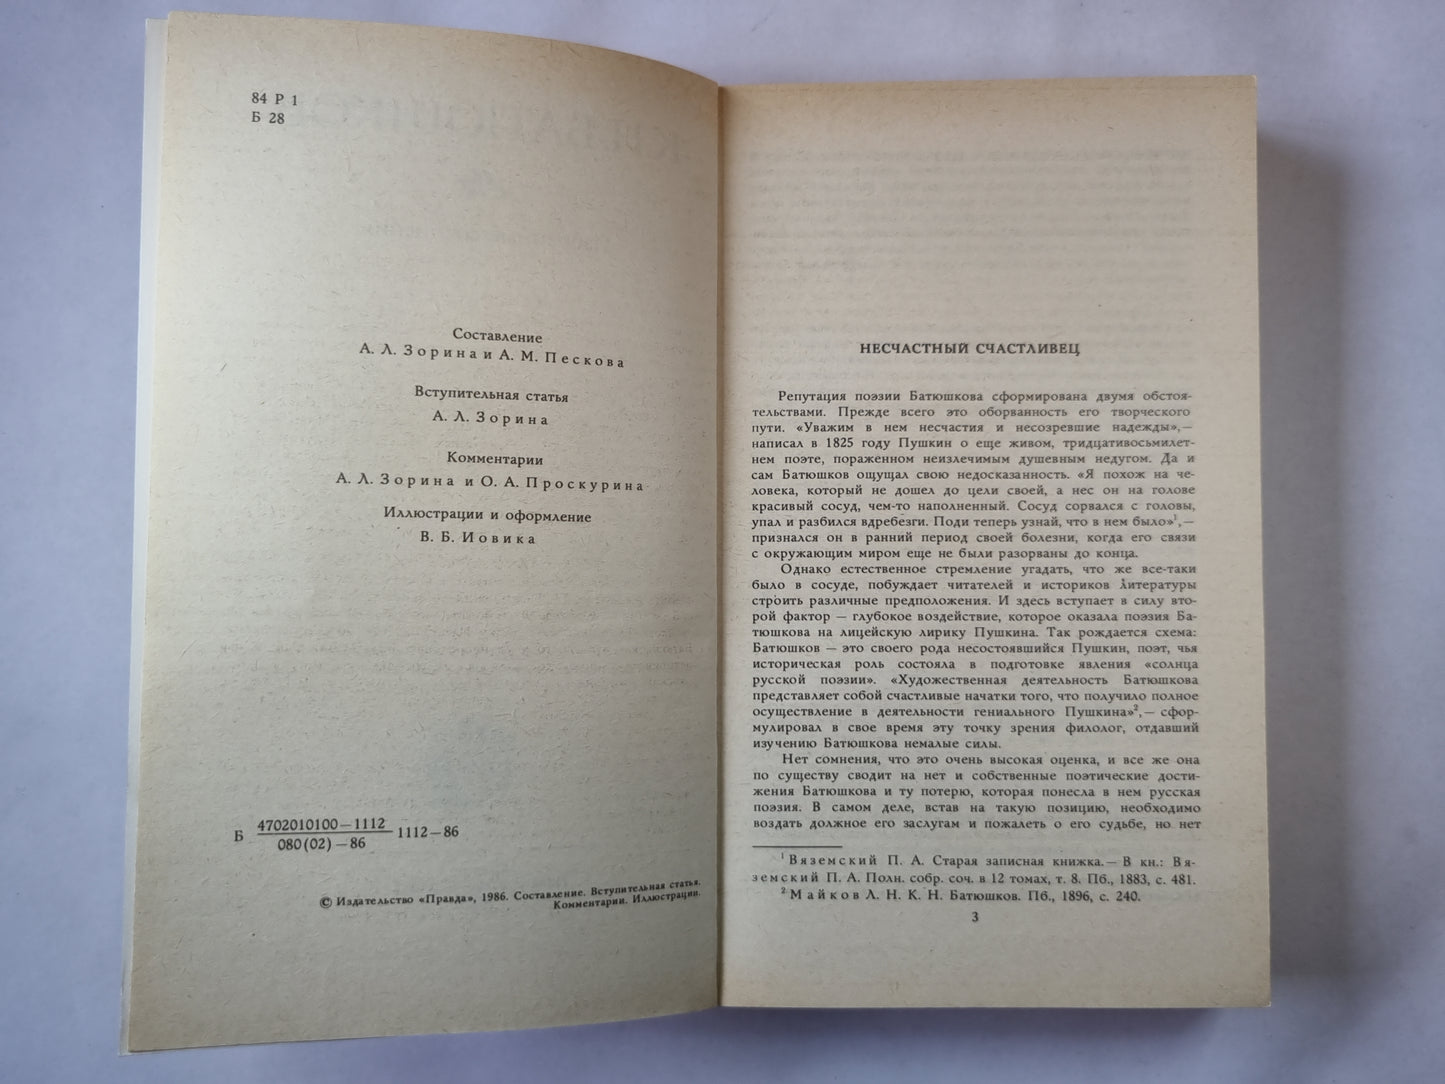 84 Р 1
Б 28
Составление
А. Л. Зорина и А. М. Пескова
Вступительная статья
А. Л. Зорина
Комментарии
А. Л. Зорина и О. А. Проскурина
Иллюстрации и оформление
В. Б. Иовика
Б 4702010100—1112 1112—86
080(02)—86
© Издательство «Правда», 1986. Составление. Вступительная статья.
Комментарии. Иллюстрации.
НЕСЧАСТНЫЙ СЧАСТЛИВЕЦ
Репутация поэзии Батюшкова сформирована двумя обстоя-
тельствами. Прежде всего это оборванность его творческого
пути. «Уважим в нем несчастия и несозревшие надежды»,—
написал в 1825 году Пушкин о еще живом, тридцативосьмилет-
нем поэте, пораженном неизлечимым душевным недугом. Да и
сам Батюшков ощущал свою недосказанность. «Я похож на че-
ловека, который не дошел до цели своей, а нес он на голове
красивый сосуд, чем-то наполненный. Сосуд сорвался с головы,
упал и разбился вдребезги. Поди теперь узнай, что в нем было»¹,—
признался он в ранний период своей болезни, когда его связи
с окружающим миром еще не были разорваны до конца.
Однако естественное стремление угадать, что же все-таки
было в сосуде, побуждает читателей и историков литературы
строить различные предположения. И здесь вступает в силу вто-
рой фактор — глубокое воздействие, которое оказала поэзия Ба-
тюшкова на лицейскую лирику Пушкина. Так рождается схема:
Батюшков — это своего рода несостоявшийся Пушкин, поэт, чья
историческая роль состояла в подготовке явления «солнца
русской поэзии». «Художественная деятельность Батюшкова
представляет собой счастливые начатки того, что получило полное
осуществление в деятельности гениального Пушкина»²,— сфор-
мулировал в свое время эту точку зрения филолог, отдавший
изучению Батюшкова немалые силы.
Нет сомнения, что это очень высокая оценка, и все же она
по существу сводит на нет и собственные поэтические дости-
жения Батюшкова и ту потерю, которая понесла в нем русская
поэзия. В самом деле, встав на такую позицию, необходимо
воздать должное его заслугам и пожалеть о его судьбе, но нет
¹ Вяземский П. А. Старая записная книжка.— В кн.: Вя-
земский П. А. Полн. собр. соч. в 12 томах, т. 8. Пб., 1883, с. 481.
² Майков Л. Н. К. Н. Батюшков. Пб., 1896, с. 240.
3